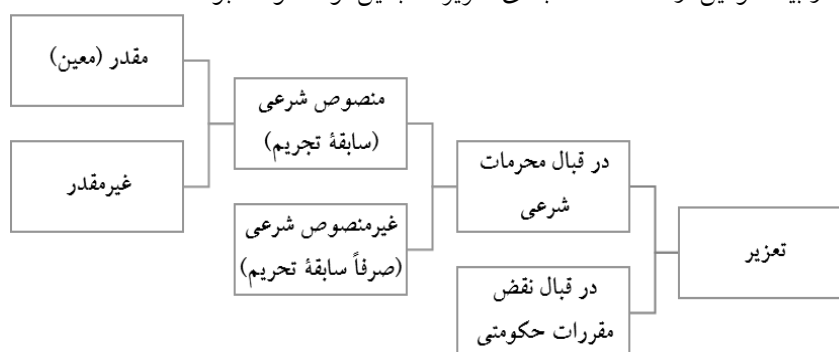 تعزیر
در قبال محرمات
شرعی
در قبال نقض
مقررات حکومتی
منصوص شرعی
(سابقهٔ تجریم)
غیرمنصوص شرعی
(صرفاً سابقهٔ تحریم)
مقدر (معین)
غیرمقدر